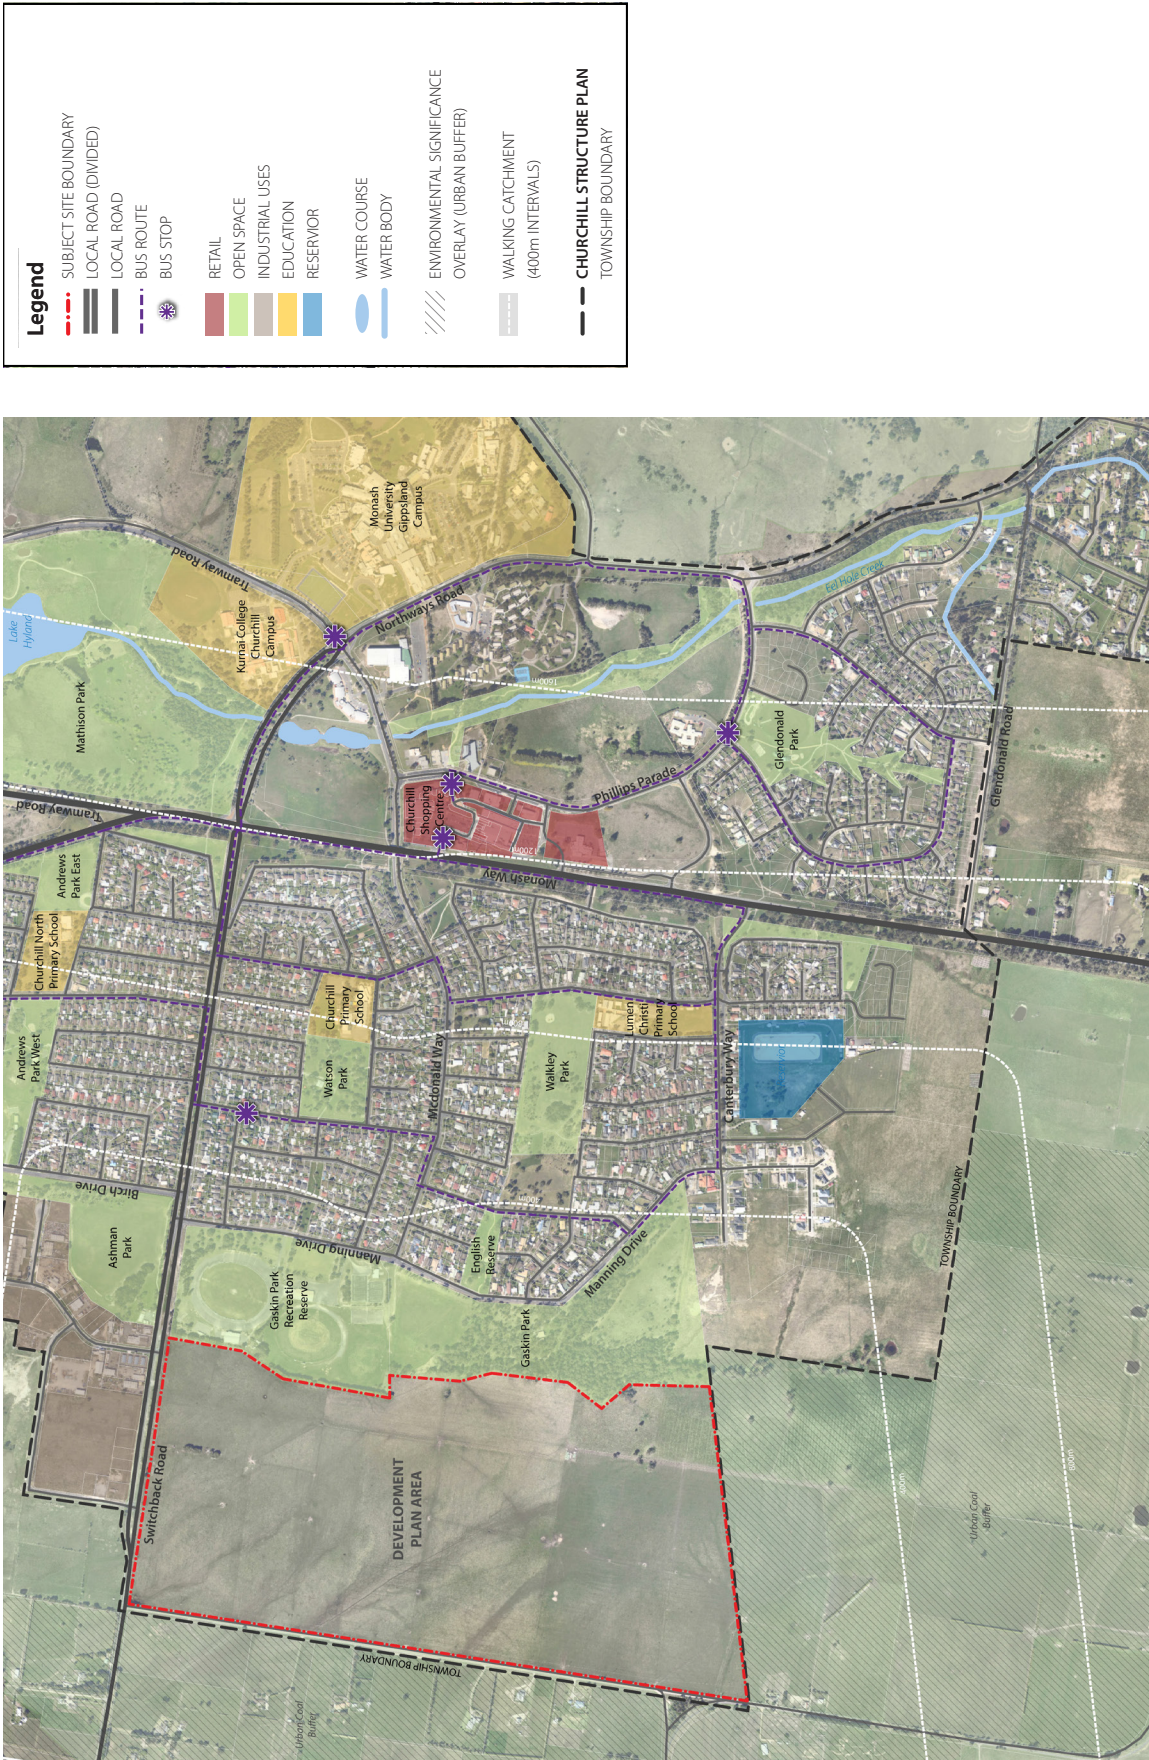 Legend
SUBJECT SITE BOUNDARY
LOCAL ROAD (DIVIDED)
LOCAL ROAD
BUS ROUTE
BUS STOP
RETAIL
OPEN SPACE
INDUSTRIAL USES
EDUCATION
RESERVIOR
WATER COURSE
WATER BODY
ENVIRONMENTAL SIGNIFICANCE
OVERLAY (URBAN BUFFER)
WALKING CATCHMENT
(400m INTERVALS)
CHURCHILL STRUCTURE PLAN
TOWNSHIP BOUNDARY
Lake
Hyland
Mathison Park
Tramway Road
Kurnai College
Churchill
Campus
Monash
University
Gippsland
Campus
Northways Road
Tramway Road
Andrews
Park East
Churchill North
Primary School
Andrews
Park West
Birch Drive
Ashman
Park
Switchback Road
Churchill
Shopping
Centre
1200m
1600m
Monash Way
Phillips Parade
Glendonald
Park
Eel Hole Creek
Glendonald Road
Churchill
Primary
School
Watson
Park
Mcdonald Way
Walkley
Park
Lumen
Christi
Primary
School
Canterbury Way
400m
Manning Drive
English
Reserve
Manning Drive
Gaskin Park
Recreation
Reserve
Gaskin Park
DEVELOPMENT
PLAN AREA
TOWNSHIP BOUNDARY
TOWNSHIP BOUNDARY
400m
800m
Urban Coal
Buffer
Urban Coal
Buffer